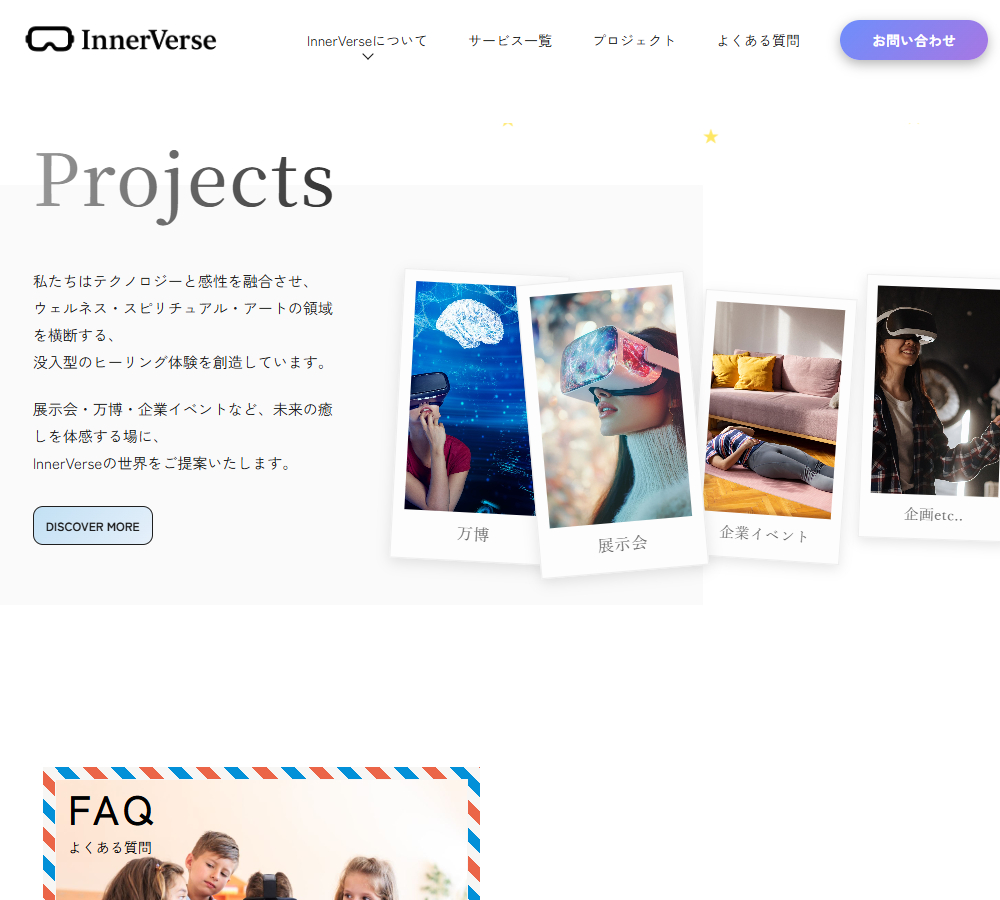 InnerVerse
InnerVerseについて
サービス一覧
プロジェクト
よくある質問
お問い合わせ
Projects
私たちはテクノロジーと感性を融合させ、
ウェルネス・スピリチュアル・アートの領域
を横断する、
没入型のヒーリング体験を創造しています。
展示会・万博・企業イベントなど、未来の癒
しを体感する場に、
InnerVerseの世界をご提案いたします。
DISCOVER MORE
万博
展示会
企業イベント
企画etc..
FAQ
よくある質問